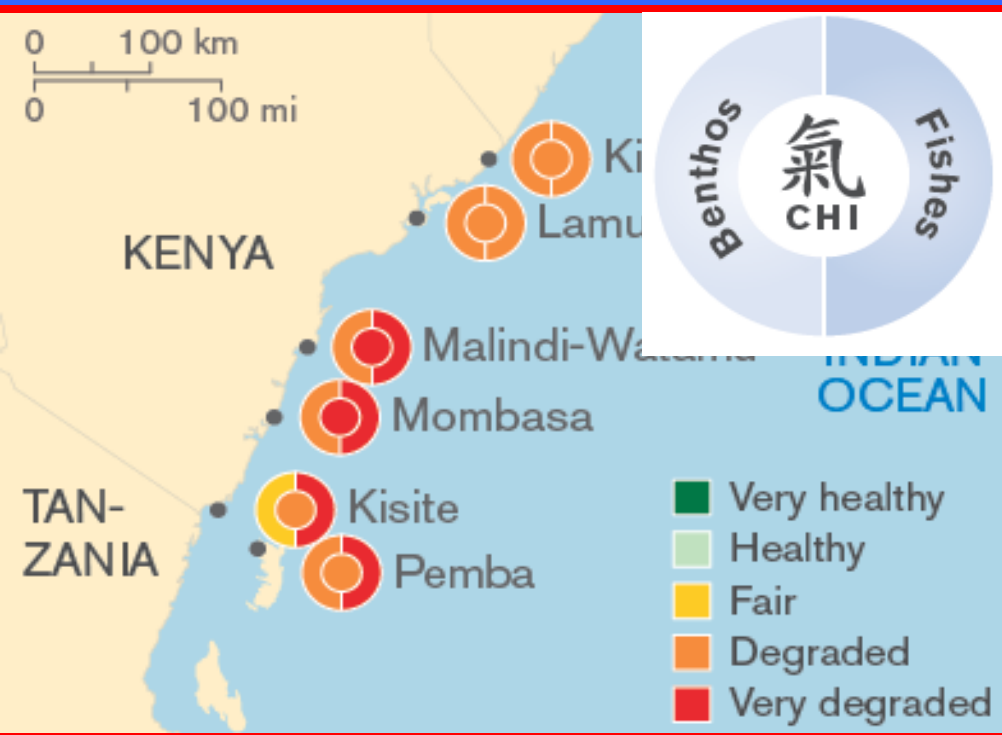 0 100 km
0 100 mi
Benthos
Fishes
氣
CHI
Ki
Lamu
KENYA
Malindi-Watamu
INDIAN
OCEAN
Mombasa
TAN-
ZANIA
Kisite
Pemba
Very healthy
Healthy
Fair
Degraded
Very degraded